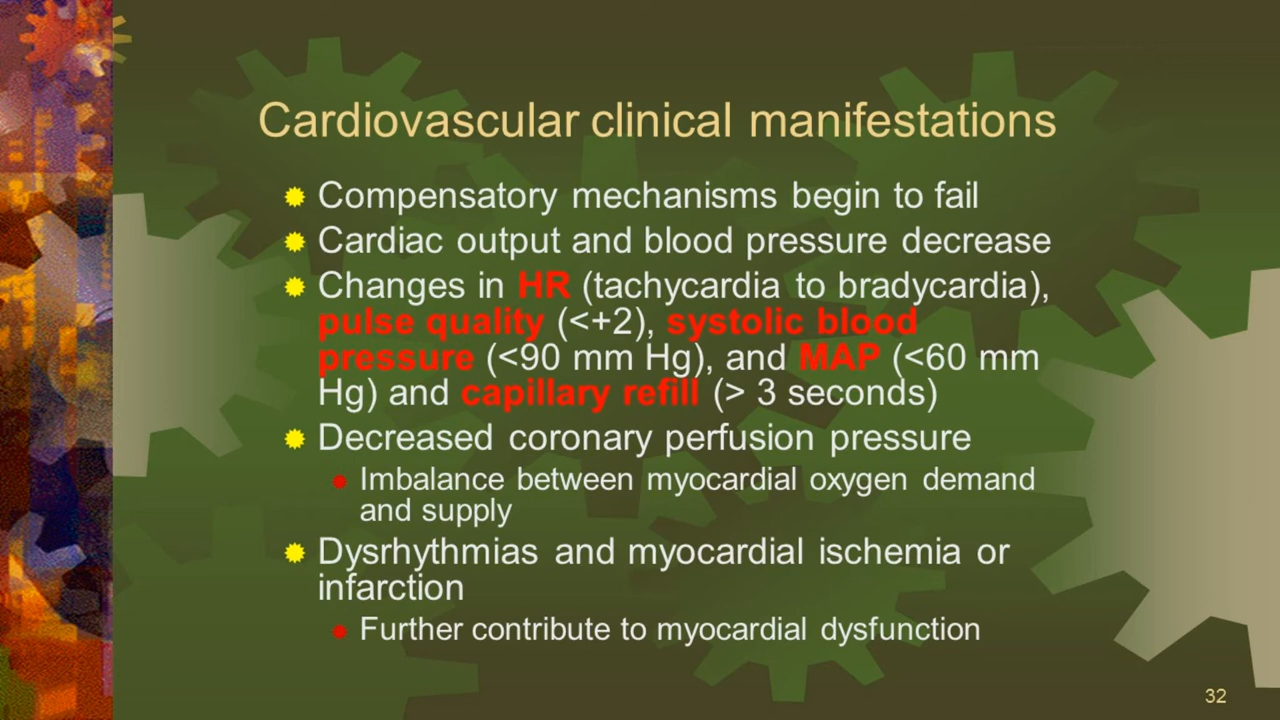 Cardiovascular clinical manifestations
Compensatory mechanisms begin to fail
Cardiac output and blood pressure decrease
Changes in HR (tachycardia to bradycardia),
pulse quality (<+2), systolic blood
pressure (<90 mm Hg), and MAP (<60 mm
Hg) and capillary refill (> 3 seconds)
Decreased coronary perfusion pressure
Imbalance between myocardial oxygen demand
and supply
Dysrhythmias and myocardial ischemia or
infarction
Further contribute to myocardial dysfunction
32